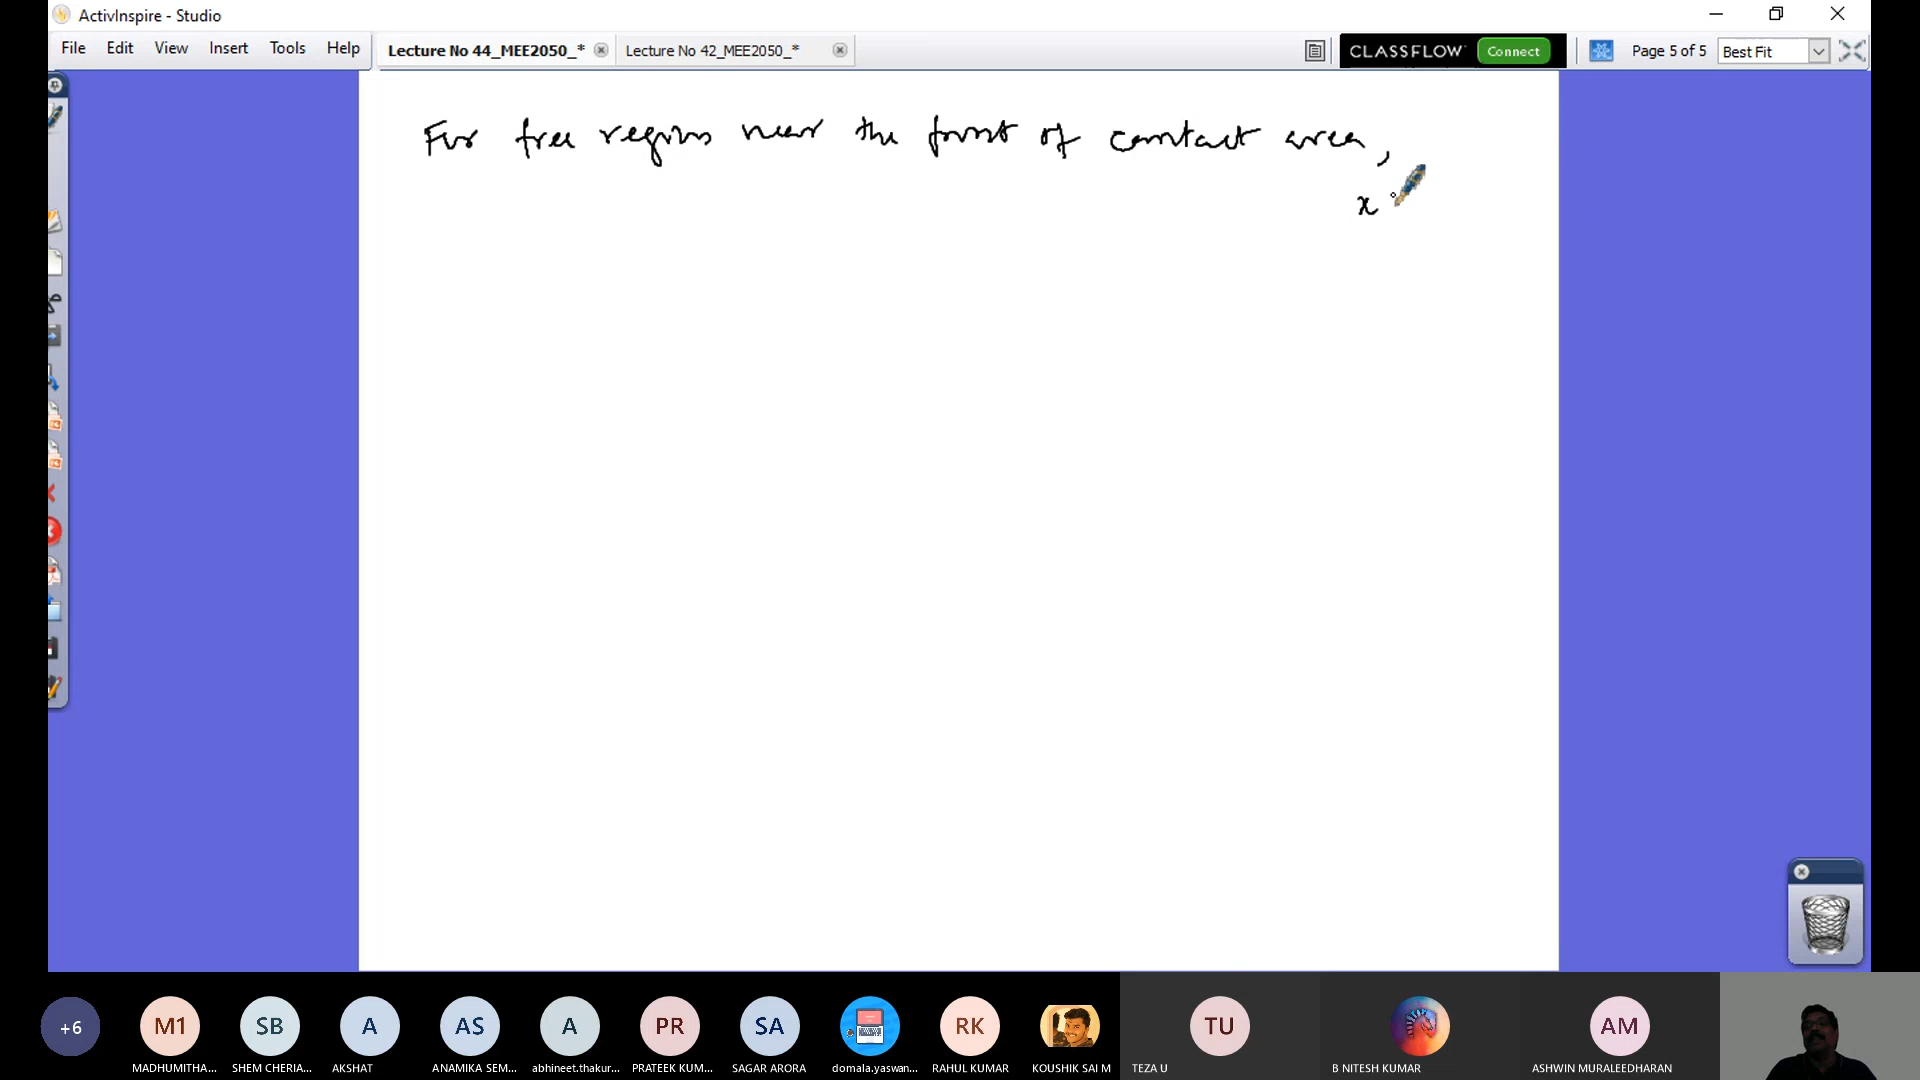 ActivInspire - Studio
File Edit View Insert Tools Help
Lecture No 44_MEE2050_* Lecture No 42_MEE2050_*
CLASSFLOW Connect
Page 5 of 5 Best Fit
For free region near the front of contact area,
x
+6 M1 SB A AS A PR SA RK TU AM
MADHUMITHA... SHEM CHERIA... AKSHAT ANAMIKA SEM... abhineet.thakur... PRATEEK KUM... SAGAR ARORA domala.yaswan... RAHUL KUMAR KOUSHIK SAI M TEZA U B NITESH KUMAR ASHWIN MURALEEDHARAN